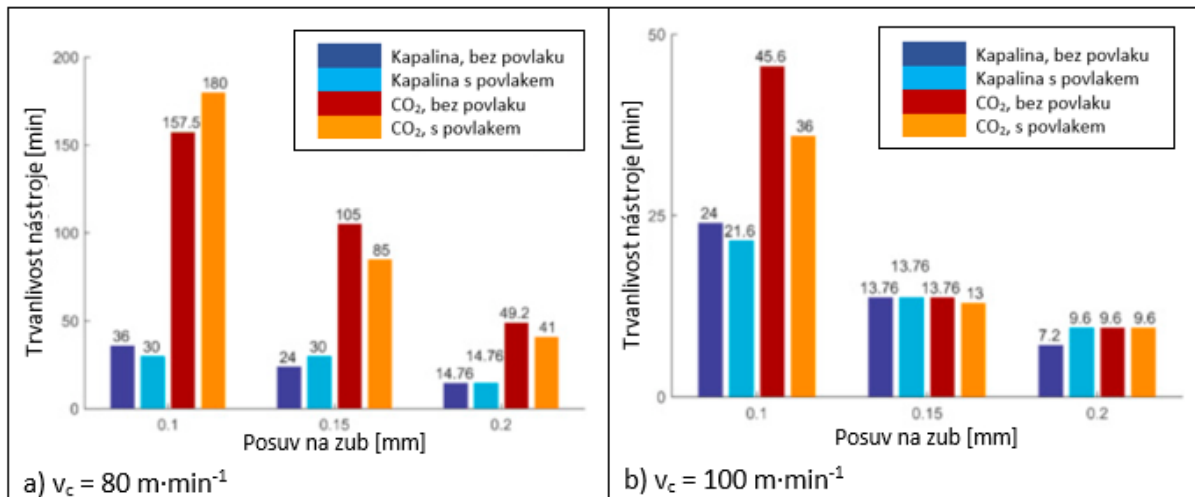 Kapalina, bez povlaku
Kapalina s povlakem
CO₂, bez povlaku
CO₂, s povlakem
Trvanlivost nástroje [min]
200
150
100
50
0
36
30
157.5
180
24
30
105
85
14.76
14.76
49.2
41
0.1
0.15
0.2
Posuv na zub [mm]
a) v꜀ = 80 m·min⁻¹
Kapalina, bez povlaku
Kapalina s povlakem
CO₂, bez povlaku
CO₂, s povlakem
Trvanlivost nástroje [min]
50
25
0
24
21.6
45.6
36
13.76
13.76
13.76
13
7.2
9.6
9.6
9.6
0.1
0.15
0.2
Posuv na zub [mm]
b) v꜀ = 100 m·min⁻¹